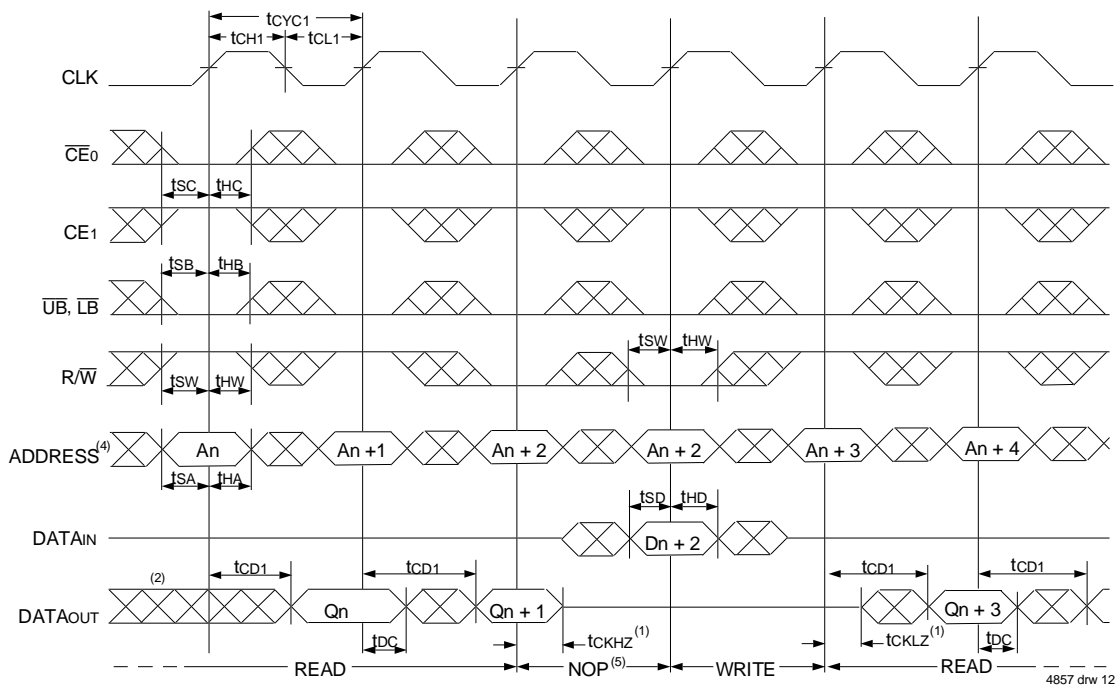 tCYC1
tCH1 tCL1
CLK
CE0
tSC tHC
CE1
tSB tHB
UB, LB
tSW tHW
R/W
tSW tHW
ADDRESS(4) An An +1 An + 2 An + 2 An + 3 An + 4
tSA tHA
tSD tHD
DATAIN Dn + 2
(2) tCD1 tCD1 tCD1 tCD1
DATAOUT Qn Qn + 1 Qn + 3
tDC tCKHZ(1) tCKLZ(1) tDC
READ NOP(5) WRITE READ
4857 drw 12